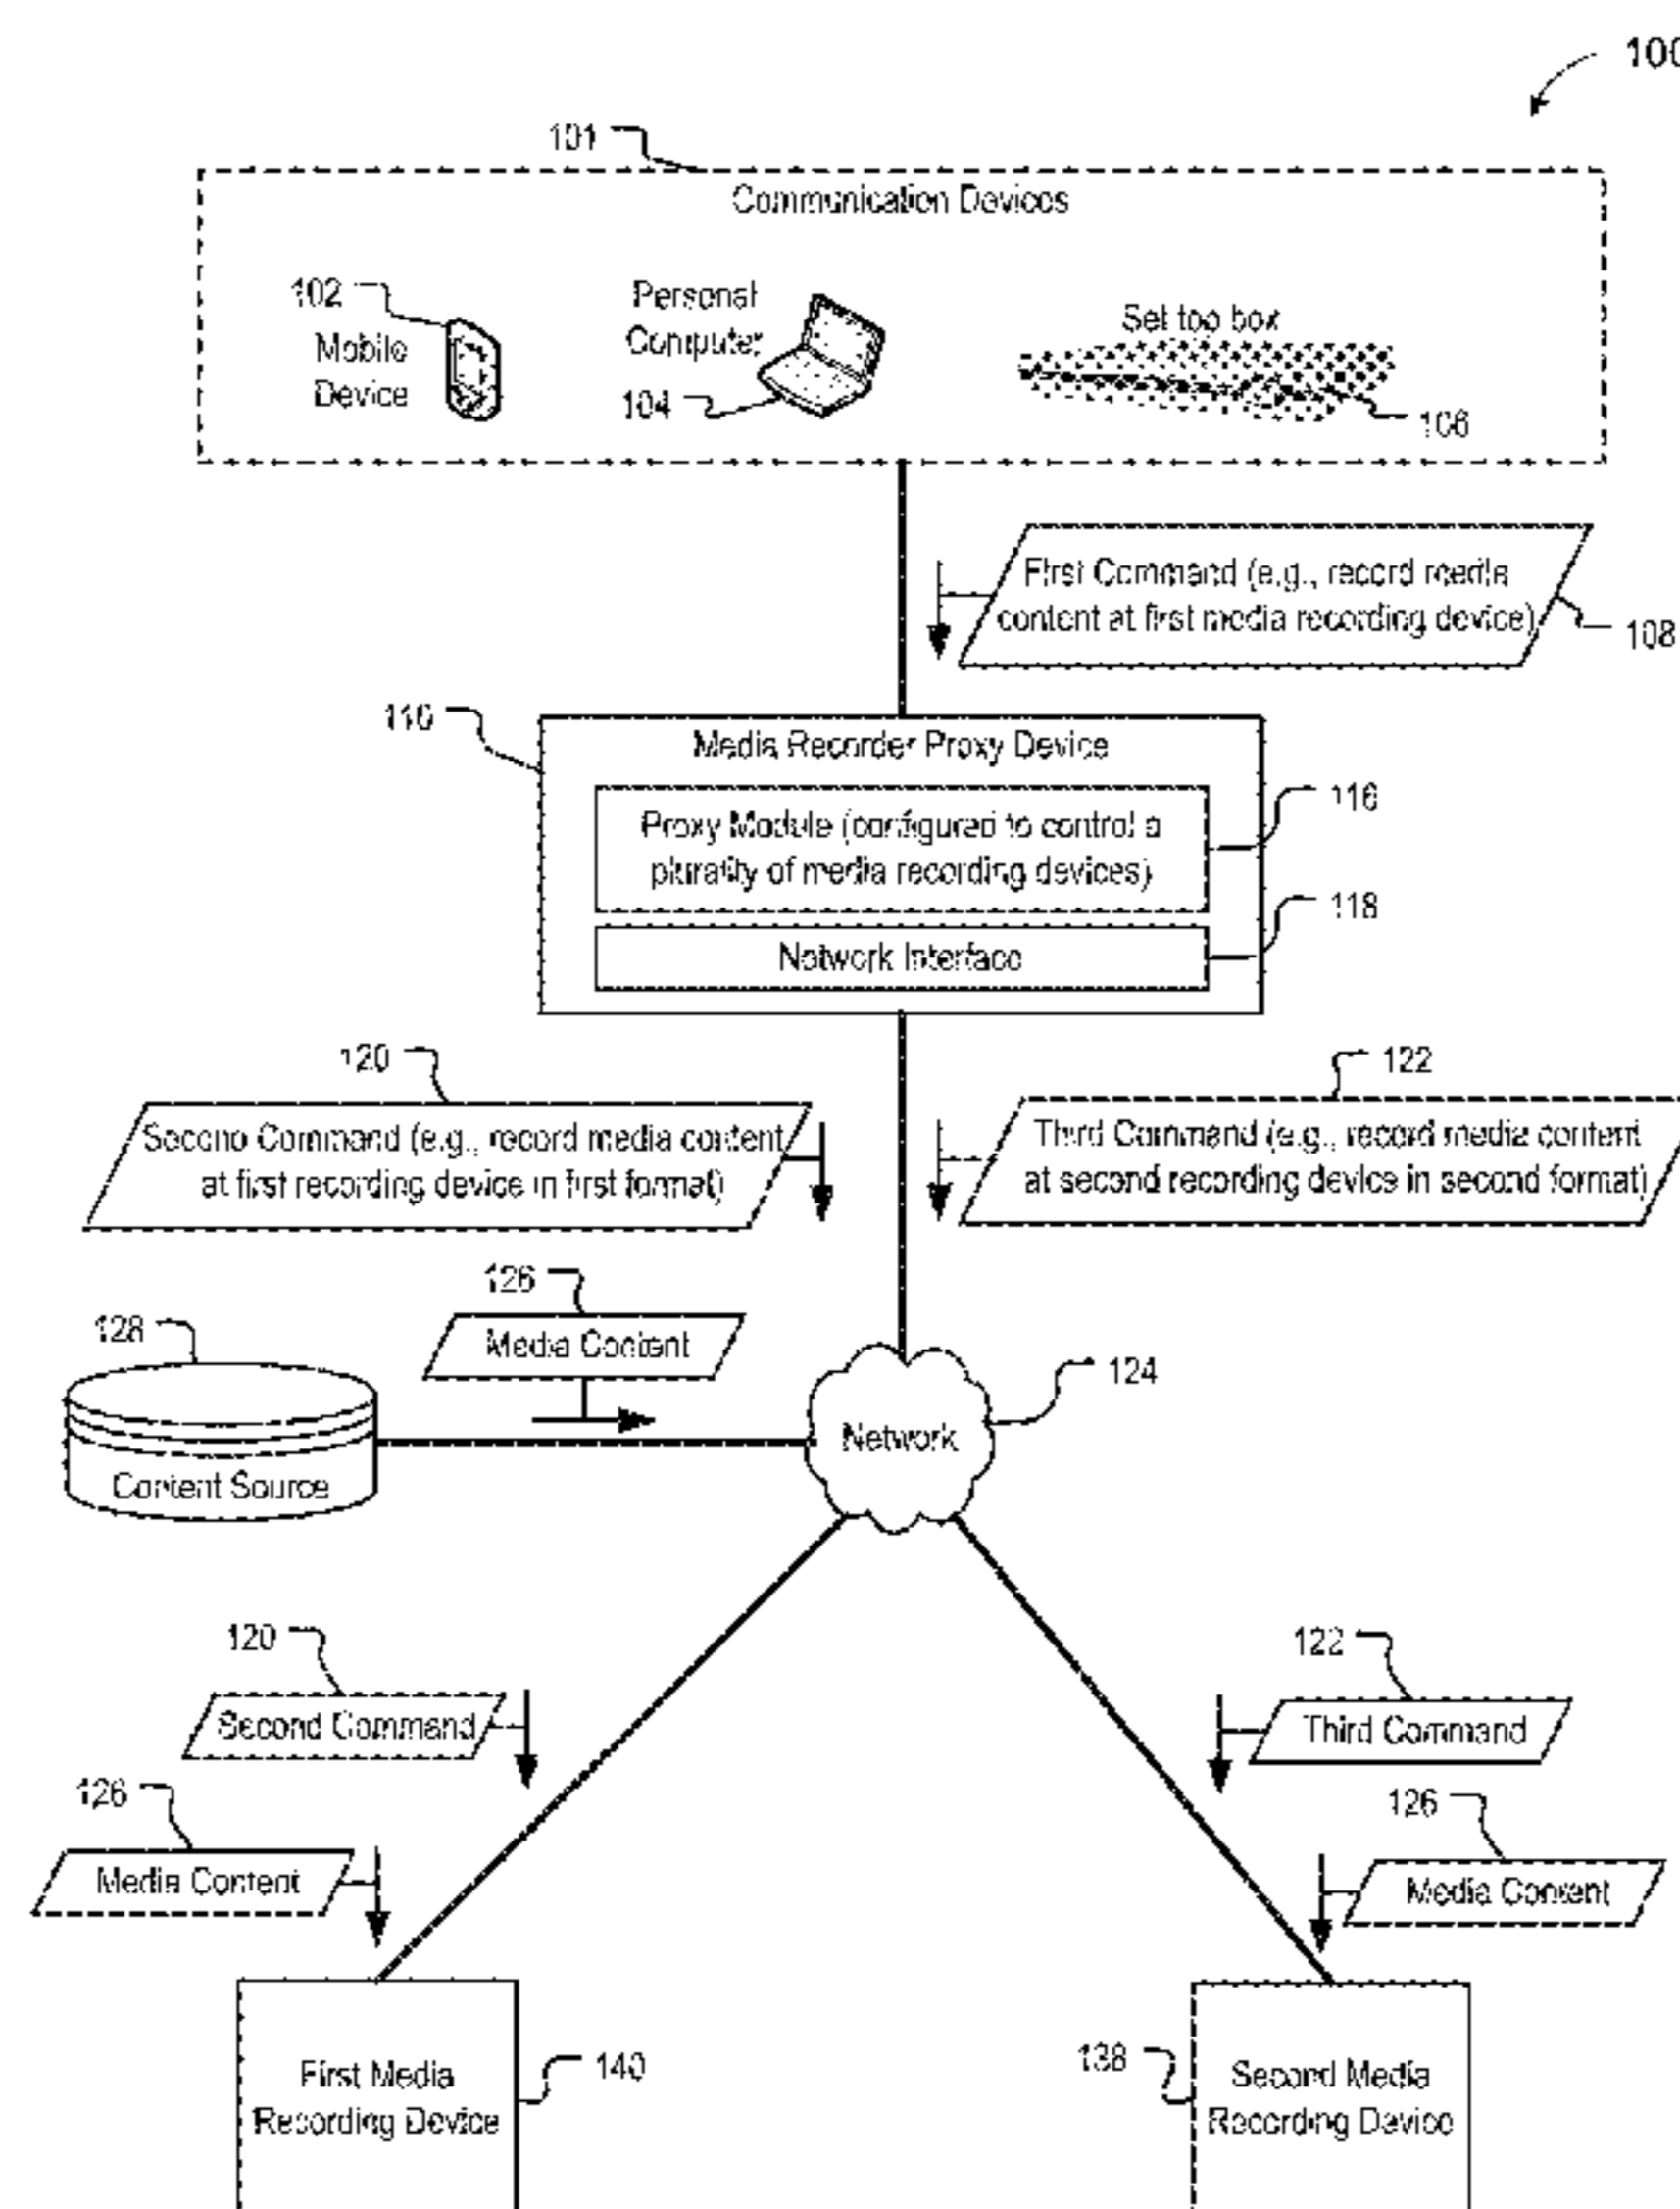 100
101
Communication Devices
102
Mobile
Device
Personal
Computer
104
Set top box
106
First Command (e.g., record media
content at first media recording device)
108
110
Media Recorder Proxy Device
Proxy Module (configured to control a
plurality of media recording devices)
116
Network Interface
118
120
Second Command (e.g., record media content
at first recording device in first format)
122
Third Command (e.g., record media content
at second recording device in second format)
126
Media Content
128
Content Source
Network
124
120
Second Command
122
Third Command
126
Media Content
126
Media Content
First Media
Recording Device
140
138
Second Media
Recording Device